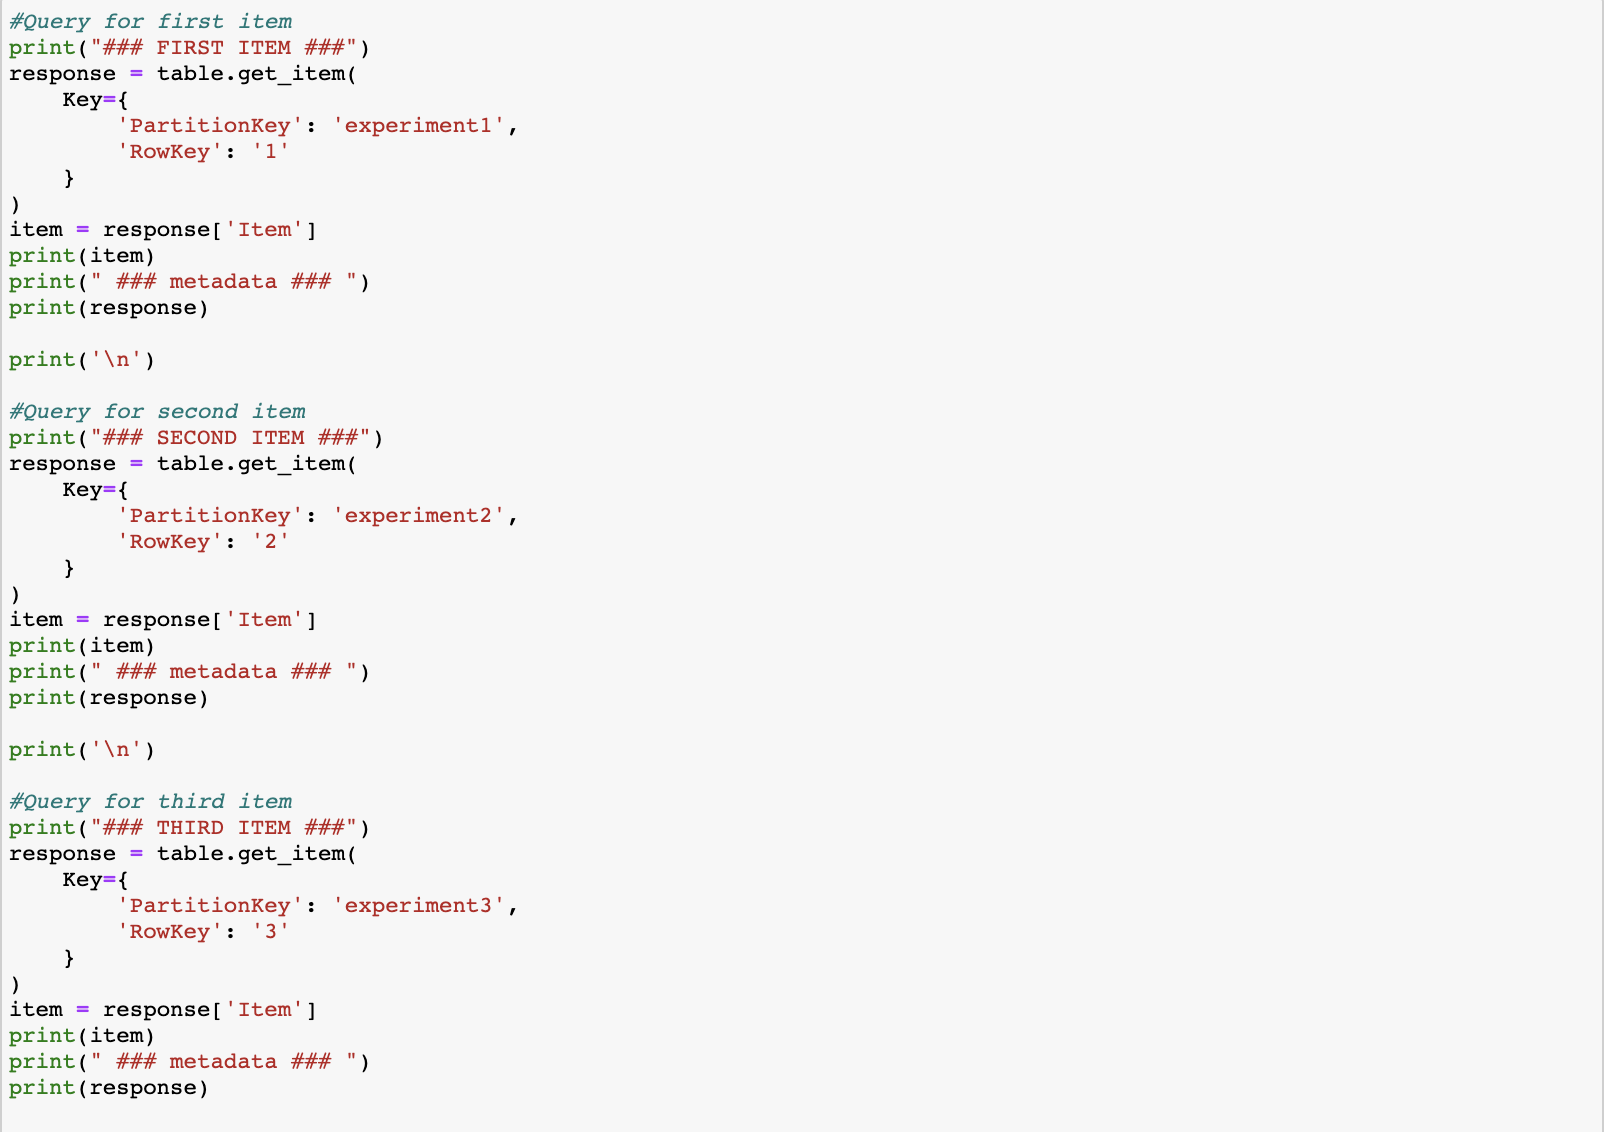 #Query for first item
print("### FIRST ITEM ###")
response = table.get_item(
    Key={
        'PartitionKey': 'experiment1',
        'RowKey': '1'
    }
)
item = response['Item']
print(item)
print(" ### metadata ### ")
print(response)

print('\n')

#Query for second item
print("### SECOND ITEM ###")
response = table.get_item(
    Key={
        'PartitionKey': 'experiment2',
        'RowKey': '2'
    }
)
item = response['Item']
print(item)
print(" ### metadata ### ")
print(response)

print('\n')

#Query for third item
print("### THIRD ITEM ###")
response = table.get_item(
    Key={
        'PartitionKey': 'experiment3',
        'RowKey': '3'
    }
)
item = response['Item']
print(item)
print(" ### metadata ### ")
print(response)